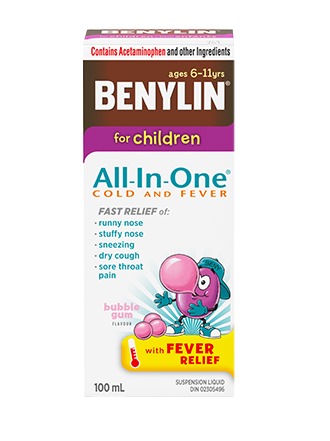 Contains Acetaminophen and other Ingredients
ages 6-11yrs
BENYLIN®
for children
All-In-One®
COLD AND FEVER
FAST RELIEF of:
- runny nose
- stuffy nose
- sneezing
- dry cough
- sore throat
pain
bubble
gum
FLAVOUR
with FEVER
RELIEF
100 mL
SUSPENSION LIQUID
DIN 02305496